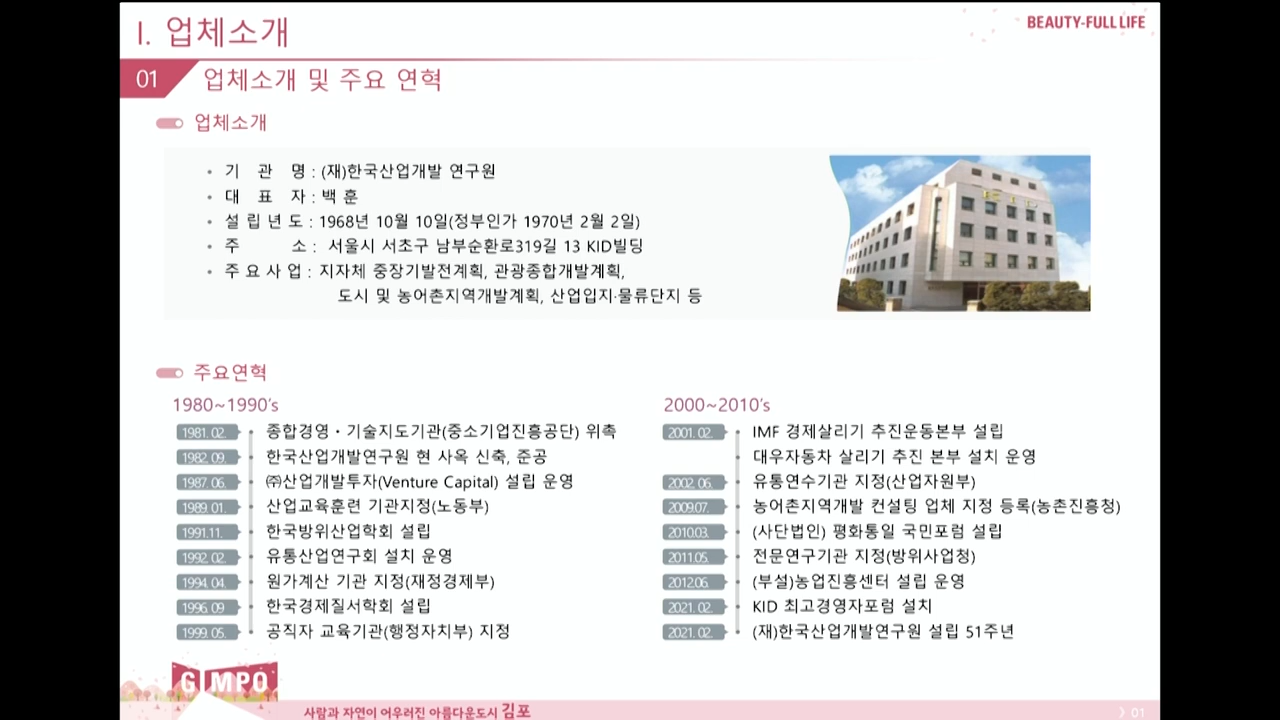 I. 업체소개
BEAUTY-FULL LIFE
01 업체소개 및 주요 연혁
업체소개
• 기 관 명 : (재)한국산업개발 연구원
• 대 표 자 : 백 훈
• 설 립 년 도 : 1968년 10월 10일(정부인가 1970년 2월 2일)
• 주 소 : 서울시 서초구 남부순환로319길 13 KID빌딩
• 주 요 사 업 : 지자체 중장기발전계획, 관광종합개발계획,
도시 및 농어촌지역개발계획, 산업입지·물류단지 등
KID
주요연혁
1980~1990's
1981. 02. 종합경영・기술지도기관(중소기업진흥공단) 위촉
1982. 09. 한국산업개발연구원 현 사옥 신축, 준공
1987. 06. ㈜산업개발투자(Venture Capital) 설립 운영
1989. 01. 산업교육훈련 기관지정(노동부)
1991.11. 한국방위산업학회 설립
1992. 02. 유통산업연구회 설치 운영
1994. 04. 원가계산 기관 지정(재정경제부)
1996. 09 한국경제질서학회 설립
1999. 05. 공직자 교육기관(행정자치부) 지정
2000~2010's
2001. 02. IMF 경제살리기 추진운동본부 설립
대우자동차 살리기 추진 본부 설치 운영
2002. 06. 유통연수기관 지정(산업자원부)
2009.07. 농어촌지역개발 컨설팅 업체 지정 등록(농촌진흥청)
2010.03. (사단법인) 평화통일 국민포럼 설립
2011.05. 전문연구기관 지정(방위사업청)
2012.06. (부설)농업진흥센터 설립 운영
2021. 02. KID 최고경영자포럼 설치
2021. 02. (재)한국산업개발연구원 설립 51주년
GIMPO
사람과 자연이 어우러진 아름다운도시 김포
〉01